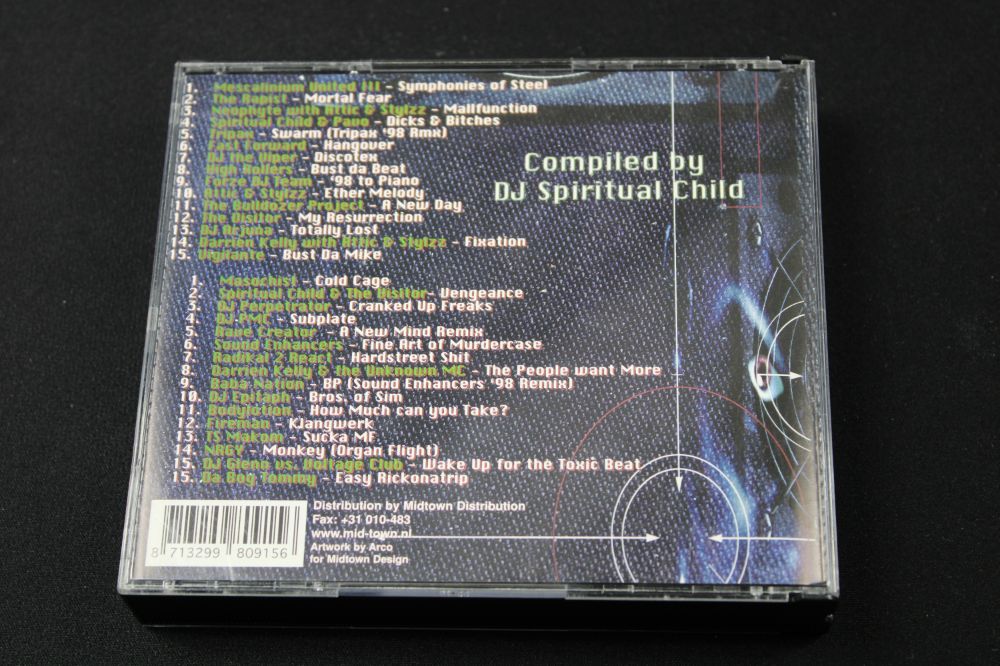 1. Mescalinium United III - Symphonies of Steel
2. The Rapist - Mortal Fear
3. Neophyte with Attic & Stylzz - Mallfunction
4. Spiritual Child & Pavo - Dicks & Bitches
5. Tripax - Swarm (Tripax '98 Rmx)
6. Fast Forward - Hangover
7. DJ The Viper - Discotex
8. High Rollers - Bust da Beat
9. Forze DJ Team - '98 to Piano
10. Attic & Stylzz - Ether Melody
11. The Bulldozer Project - A New Day
12. The Visitor - My Resurrection
13. DJ Arjuna - Totally Lost
14. Darrien Kelly with Attic & Stylzz - Fixation
15. Vigilante - Bust Da Mike
Compiled by
DJ Spiritual Child
1. Masochist - Cold Cage
2. Spiritual Child & The Visitor- Vengeance
3. DJ Perpetrator - Cranked Up Freaks
4. DJ PMC - Subplate
5. Rave Creator - A New Mind Remix
6. Sound Enhancers - Fine Art of Murdercase
7. Radikal 2 React - Hardstreet Shit
8. Darrien Kelly & the Unknown MC - The People want More
9. Baba Nation - BP (Sound Enhancers '98 Remix)
10. DJ Epitaph - Bros. of Sim
11. Bodylotion - How Much can you Take?
12. Fireman - Klangwerk
13. TS Makom - Sucka MF
14. NRGY - Monkey (Organ Flight)
15. DJ Glenn vs. Voltage Club - Wake Up for the Toxic Beat
15. Da Bog Tommy - Easy Rickonatrip
Distribution by Midtown Distribution
Fax: +31 010-483
www.mid-town.nl
Artwork by Arco
for Midtown Design
8 713299 809156